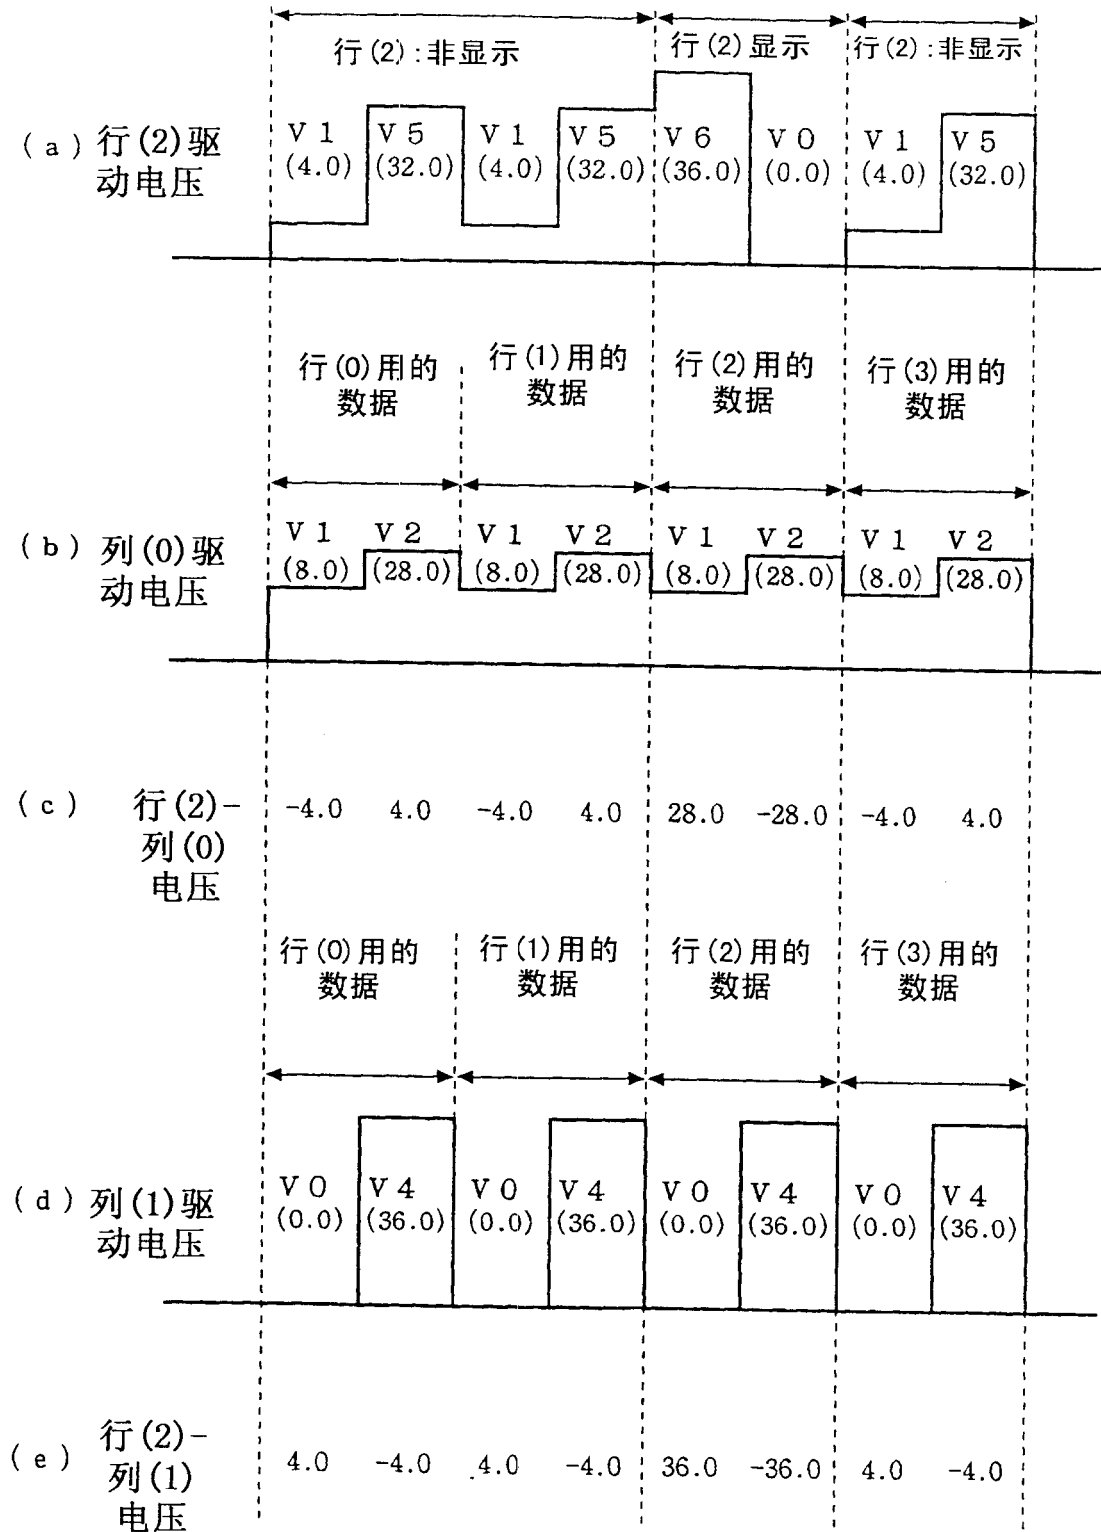 行(2):非显示 行(2)显示 行(2):非显示
(a) 行(2)驱
动电压
V1 V5 V1 V5 V6 V0 V1 V5
(4.0) (32.0) (4.0) (32.0) (36.0) (0.0) (4.0) (32.0)
行(0)用的 行(1)用的 行(2)用的 行(3)用的
数据 数据 数据 数据
(b) 列(0)驱
动电压
V1 V2 V1 V2 V1 V2 V1 V2
(8.0) (28.0) (8.0) (28.0) (8.0) (28.0) (8.0) (28.0)
(c) 行(2)-
列(0)
电压
-4.0 4.0 -4.0 4.0 28.0 -28.0 -4.0 4.0
行(0)用的 行(1)用的 行(2)用的 行(3)用的
数据 数据 数据 数据
(d) 列(1)驱
动电压
V0 V4 V0 V4 V0 V4 V0 V4
(0.0) (36.0) (0.0) (36.0) (0.0) (36.0) (0.0) (36.0)
(e) 行(2)-
列(1)
电压
4.0 -4.0 4.0 -4.0 36.0 -36.0 4.0 -4.0